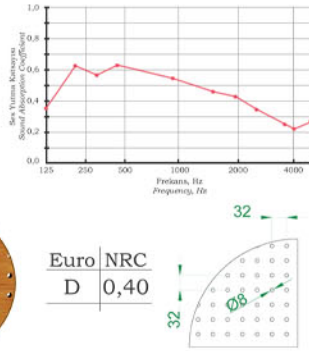 1,0
0,8
0,6
0,4
0,2
0,0
Ses Yutma Katsayısı
Sound Absorption Coefficient
125 250 500 1000 2000 4000
Frekans, Hz
Frequency, Hz
Euro NRC
D 0,40
32
32
Ø8